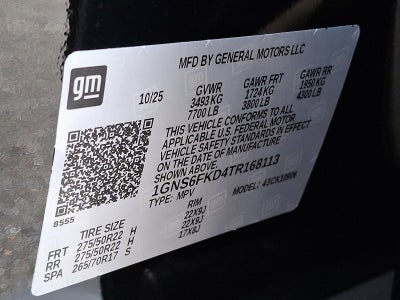 gm
MFD BY GENERAL MOTORS LLC
10/25 GVWR GAWR FRT GAWR RR
3493 KG 1724 KG 1950 KG
7700 LB 3800 LB 4300 LB
THIS VEHICLE CONFORMS TO ALL
APPLICABLE U.S. FEDERAL MOTOR
VEHICLE SAFETY STANDARDS IN EFFECT
ON THE DATE OF MANUFACTURE
SHOWN ABOVE.
1GNS6FKD4TR168113
8555 TYPE: MPV MODEL: 43CK10906
TIRE SIZE RIM
FRT 275/50R22 H 22X9J
RR 275/50R22 H 22X9J
SPA 265/70R17 S 17X8J